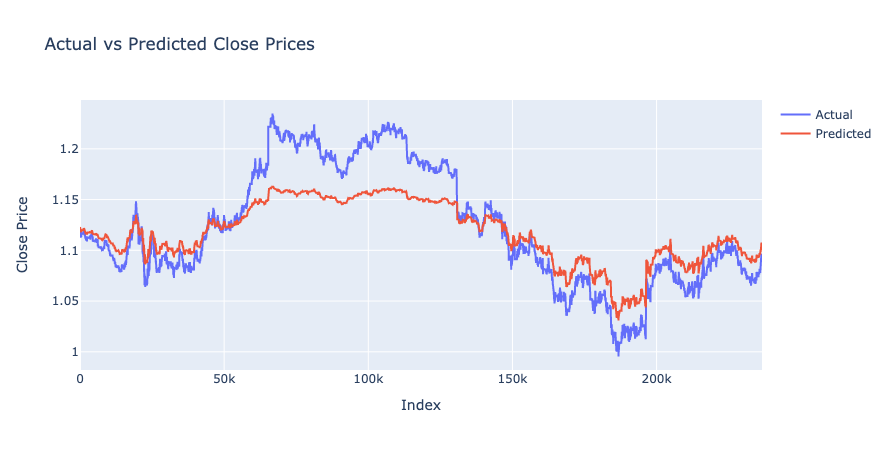 Actual vs Predicted Close Prices
Actual
Predicted
Close Price
1.2
1.15
1.1
1.05
1
0
50k
100k
150k
200k
Index